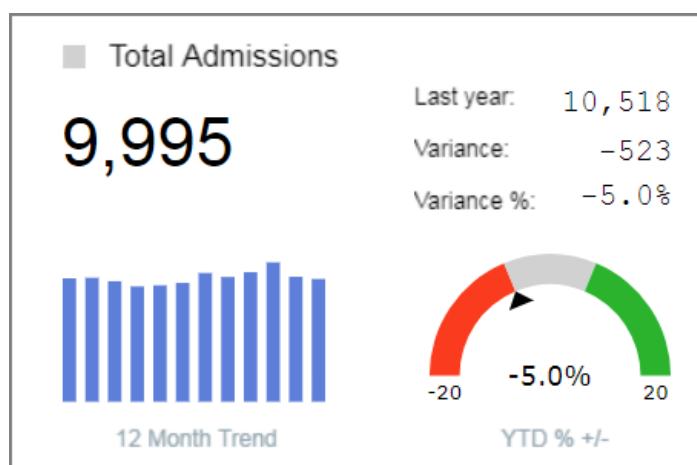 Total Admissions
9,995
Last year: 10,518
Variance: -523
Variance %: -5.0%
-5.0%
-20 20
12 Month Trend
YTD % +/-